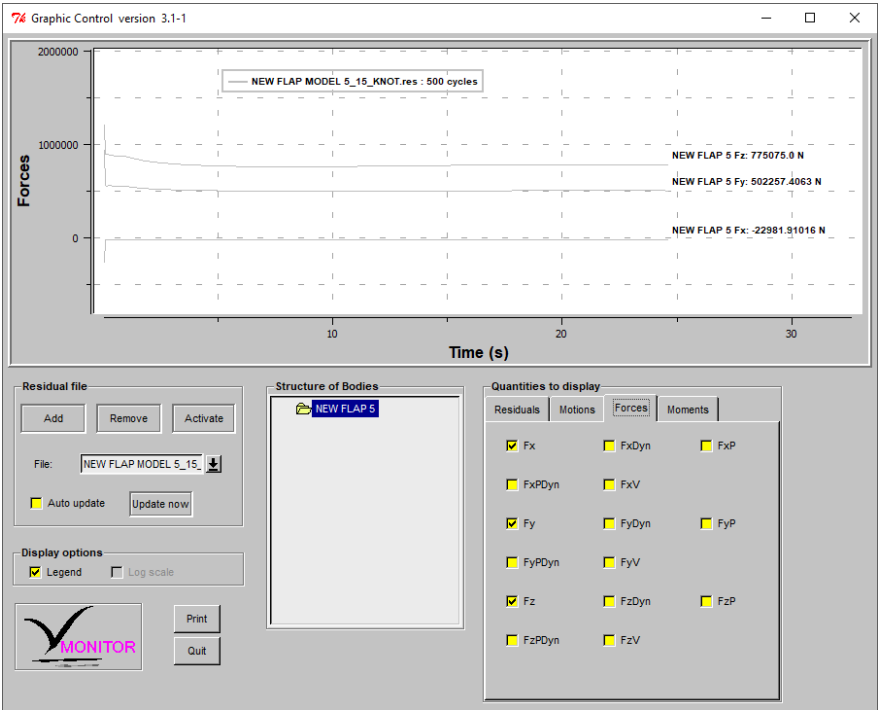 Graphic Control version 3.1-1
2000000
NEW FLAP MODEL 5_15_KNOT.res : 500 cycles
1000000
NEW FLAP 5 Fz: 775075.0 N
NEW FLAP 5 Fy: 502257.4063 N
Forces
NEW FLAP 5 Fx: -22981.91016 N
0
10 20 30
Time (s)
Residual file
Add Remove Activate
File: NEW FLAP MODEL 5_15_
Auto update Update now
Display options
Legend Log scale
MONITOR
Print
Quit
Structure of Bodies
NEW FLAP 5
Quantities to display
Residuals Motions Forces Moments
Fx FxDyn FxP
FxPDyn FxV
Fy FyDyn FyP
FyPDyn FyV
Fz FzDyn FzP
FzPDyn FzV